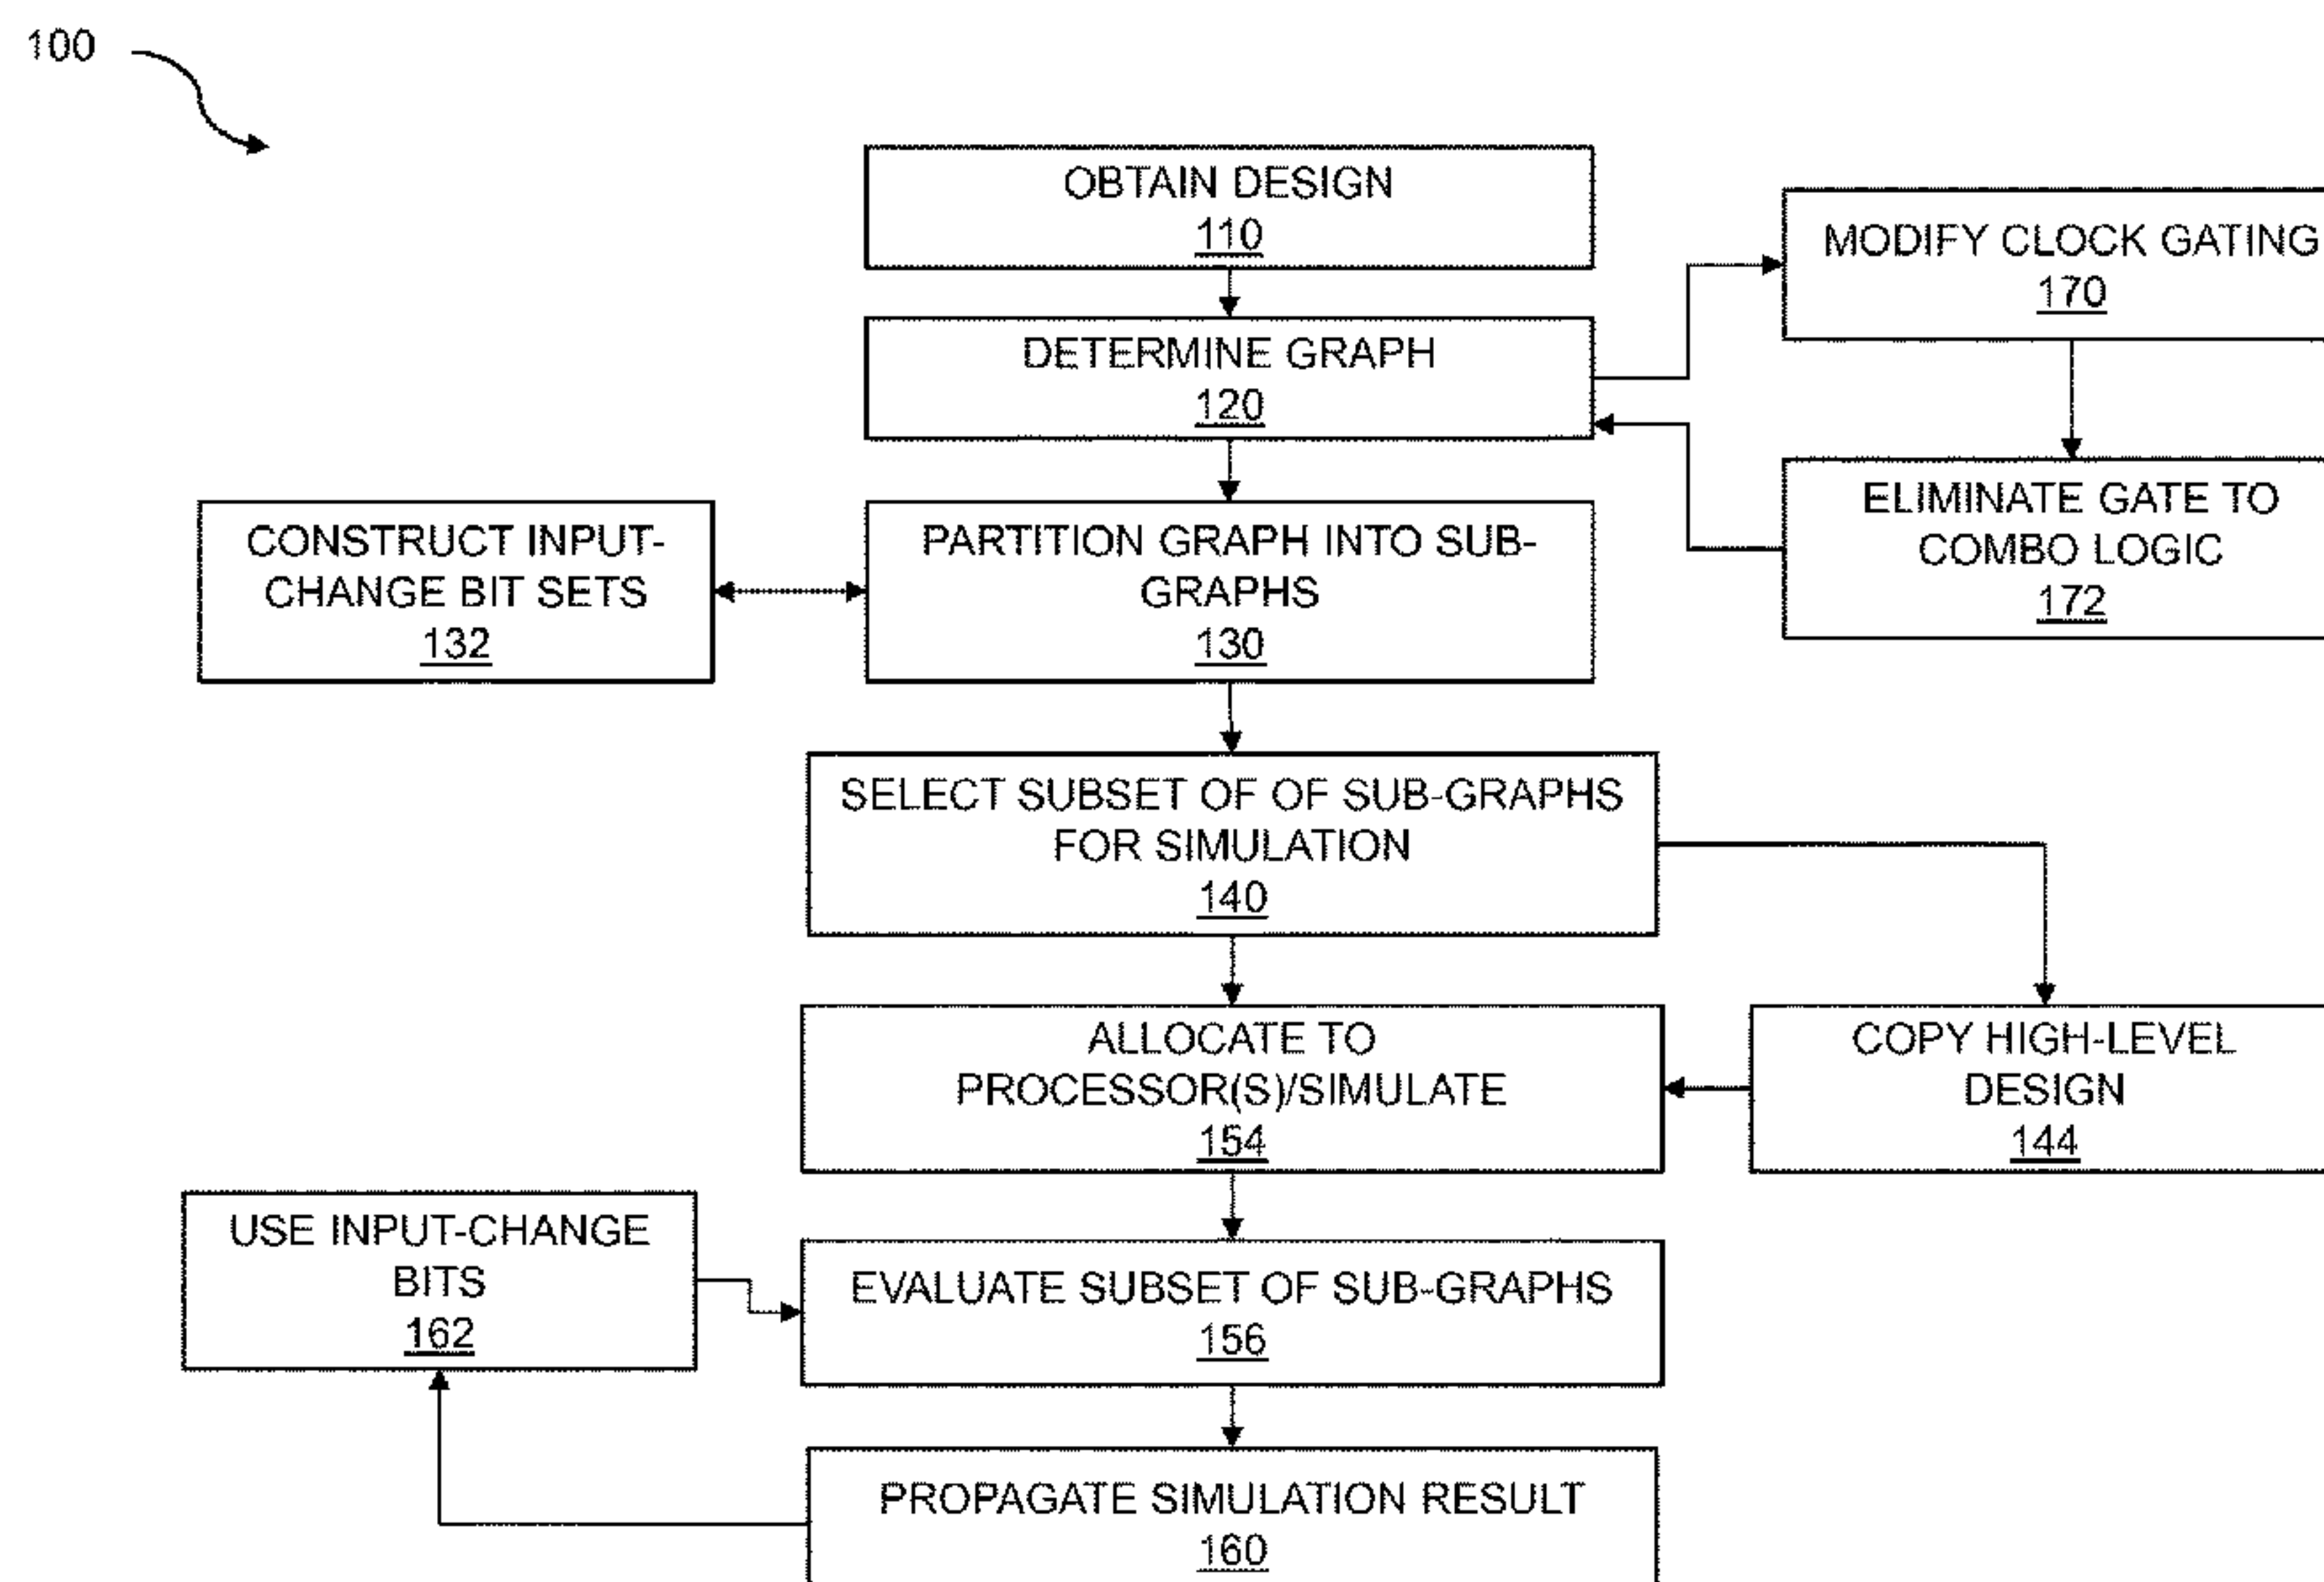 100
OBTAIN DESIGN
110
MODIFY CLOCK GATING
170
DETERMINE GRAPH
120
ELIMINATE GATE TO
COMBO LOGIC
172
CONSTRUCT INPUT-
CHANGE BIT SETS
132
PARTITION GRAPH INTO SUB-
GRAPHS
130
SELECT SUBSET OF OF SUB-GRAPHS
FOR SIMULATION
140
ALLOCATE TO
PROCESSOR(S)/SIMULATE
154
COPY HIGH-LEVEL
DESIGN
144
USE INPUT-CHANGE
BITS
162
EVALUATE SUBSET OF SUB-GRAPHS
156
PROPAGATE SIMULATION RESULT
160